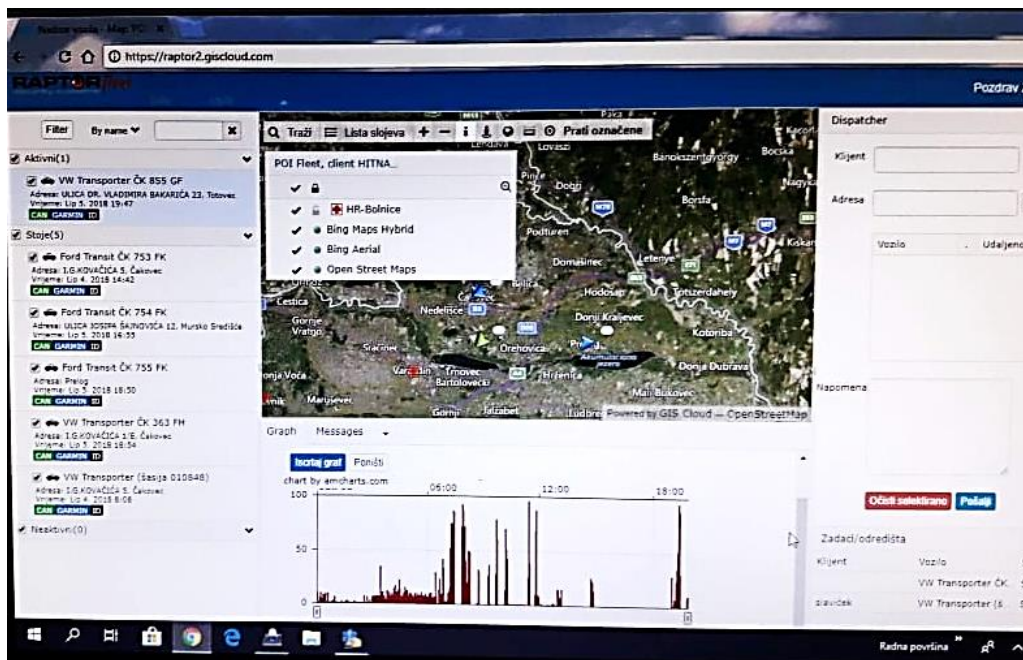 Nadzor vozila - Map
https://raptor2.giscloud.com
RAPTOR fleet
Pozdrav
Filter
By name
Traži
Lista slojeva
Prati označene
Dispatcher
Aktivni(1)
VW Transporter ČK 855 GF
Adresa: ULICA DR. VLADIMIRA BAKARIĆA 23, Totovec
Vrijeme: Lip 5. 2018 19:47
CAN GARMIN ID
Stoje(5)
Ford Transit ČK 753 FK
Adresa: I.G.KOVAČIĆA 5, Čakovec
Vrijeme: Lip 4. 2018 14:42
CAN GARMIN ID
Ford Transit ČK 754 FK
Adresa: ULICA JOSIPA ŠAJNOVIĆA 12, Mursko Središće
Vrijeme: Lip 5. 2018 16:55
CAN GARMIN ID
Ford Transit ČK 755 FK
Adresa: Prelog
Vrijeme: Lip 5. 2018 18:50
CAN GARMIN ID
VW Transporter ČK 363 FH
Adresa: I.G.KOVAČIĆA 1/E, Čakovec
Vrijeme: Lip 5. 2018 18:54
CAN GARMIN ID
VW Transporter (šasija 010848)
Adresa: I.G.KOVAČIĆA 5, Čakovec
Vrijeme: Lip 4. 2018 8:08
CAN GARMIN ID
Neaktivni(0)
POI Fleet, client HITNA...
HR-Bolnice
Bing Maps Hybrid
Bing Aerial
Open Street Maps
Lendava
Lovaszi
Bánokszentgyörgy
Bocska
Pince
Dobri
Borsfa
Podturen
Letenye
Kiskan
Domašinec
Totszerdahely
Belica
Hodošan
Cestica
Nedelišće
Gornje Vratno
Donji Kraljevec
Kotoriba
Sračinec
Orehovica
Akumulacijsko jezero
Donja Dubrava
Varaždin
Trnovec Bartolovečki
Hrženica
Maruševec
Mali Bukovec
Gornji
Jalžabet
Ludbreg
Powered by GIS Cloud — OpenStreetMap
Klijent
Adresa
Vozilo
Udaljeno
Napomena
Očisti selektirano
Pošalji
Zadaci/odredišta
Klijent
Vozilo
VW Transporter ČK
slaviček
VW Transporter (š
Graph
Messages
Iscrtaj graf
Poništi
chart by amcharts.com
05:00
12:00
18:00
100
50
0
Radna površina